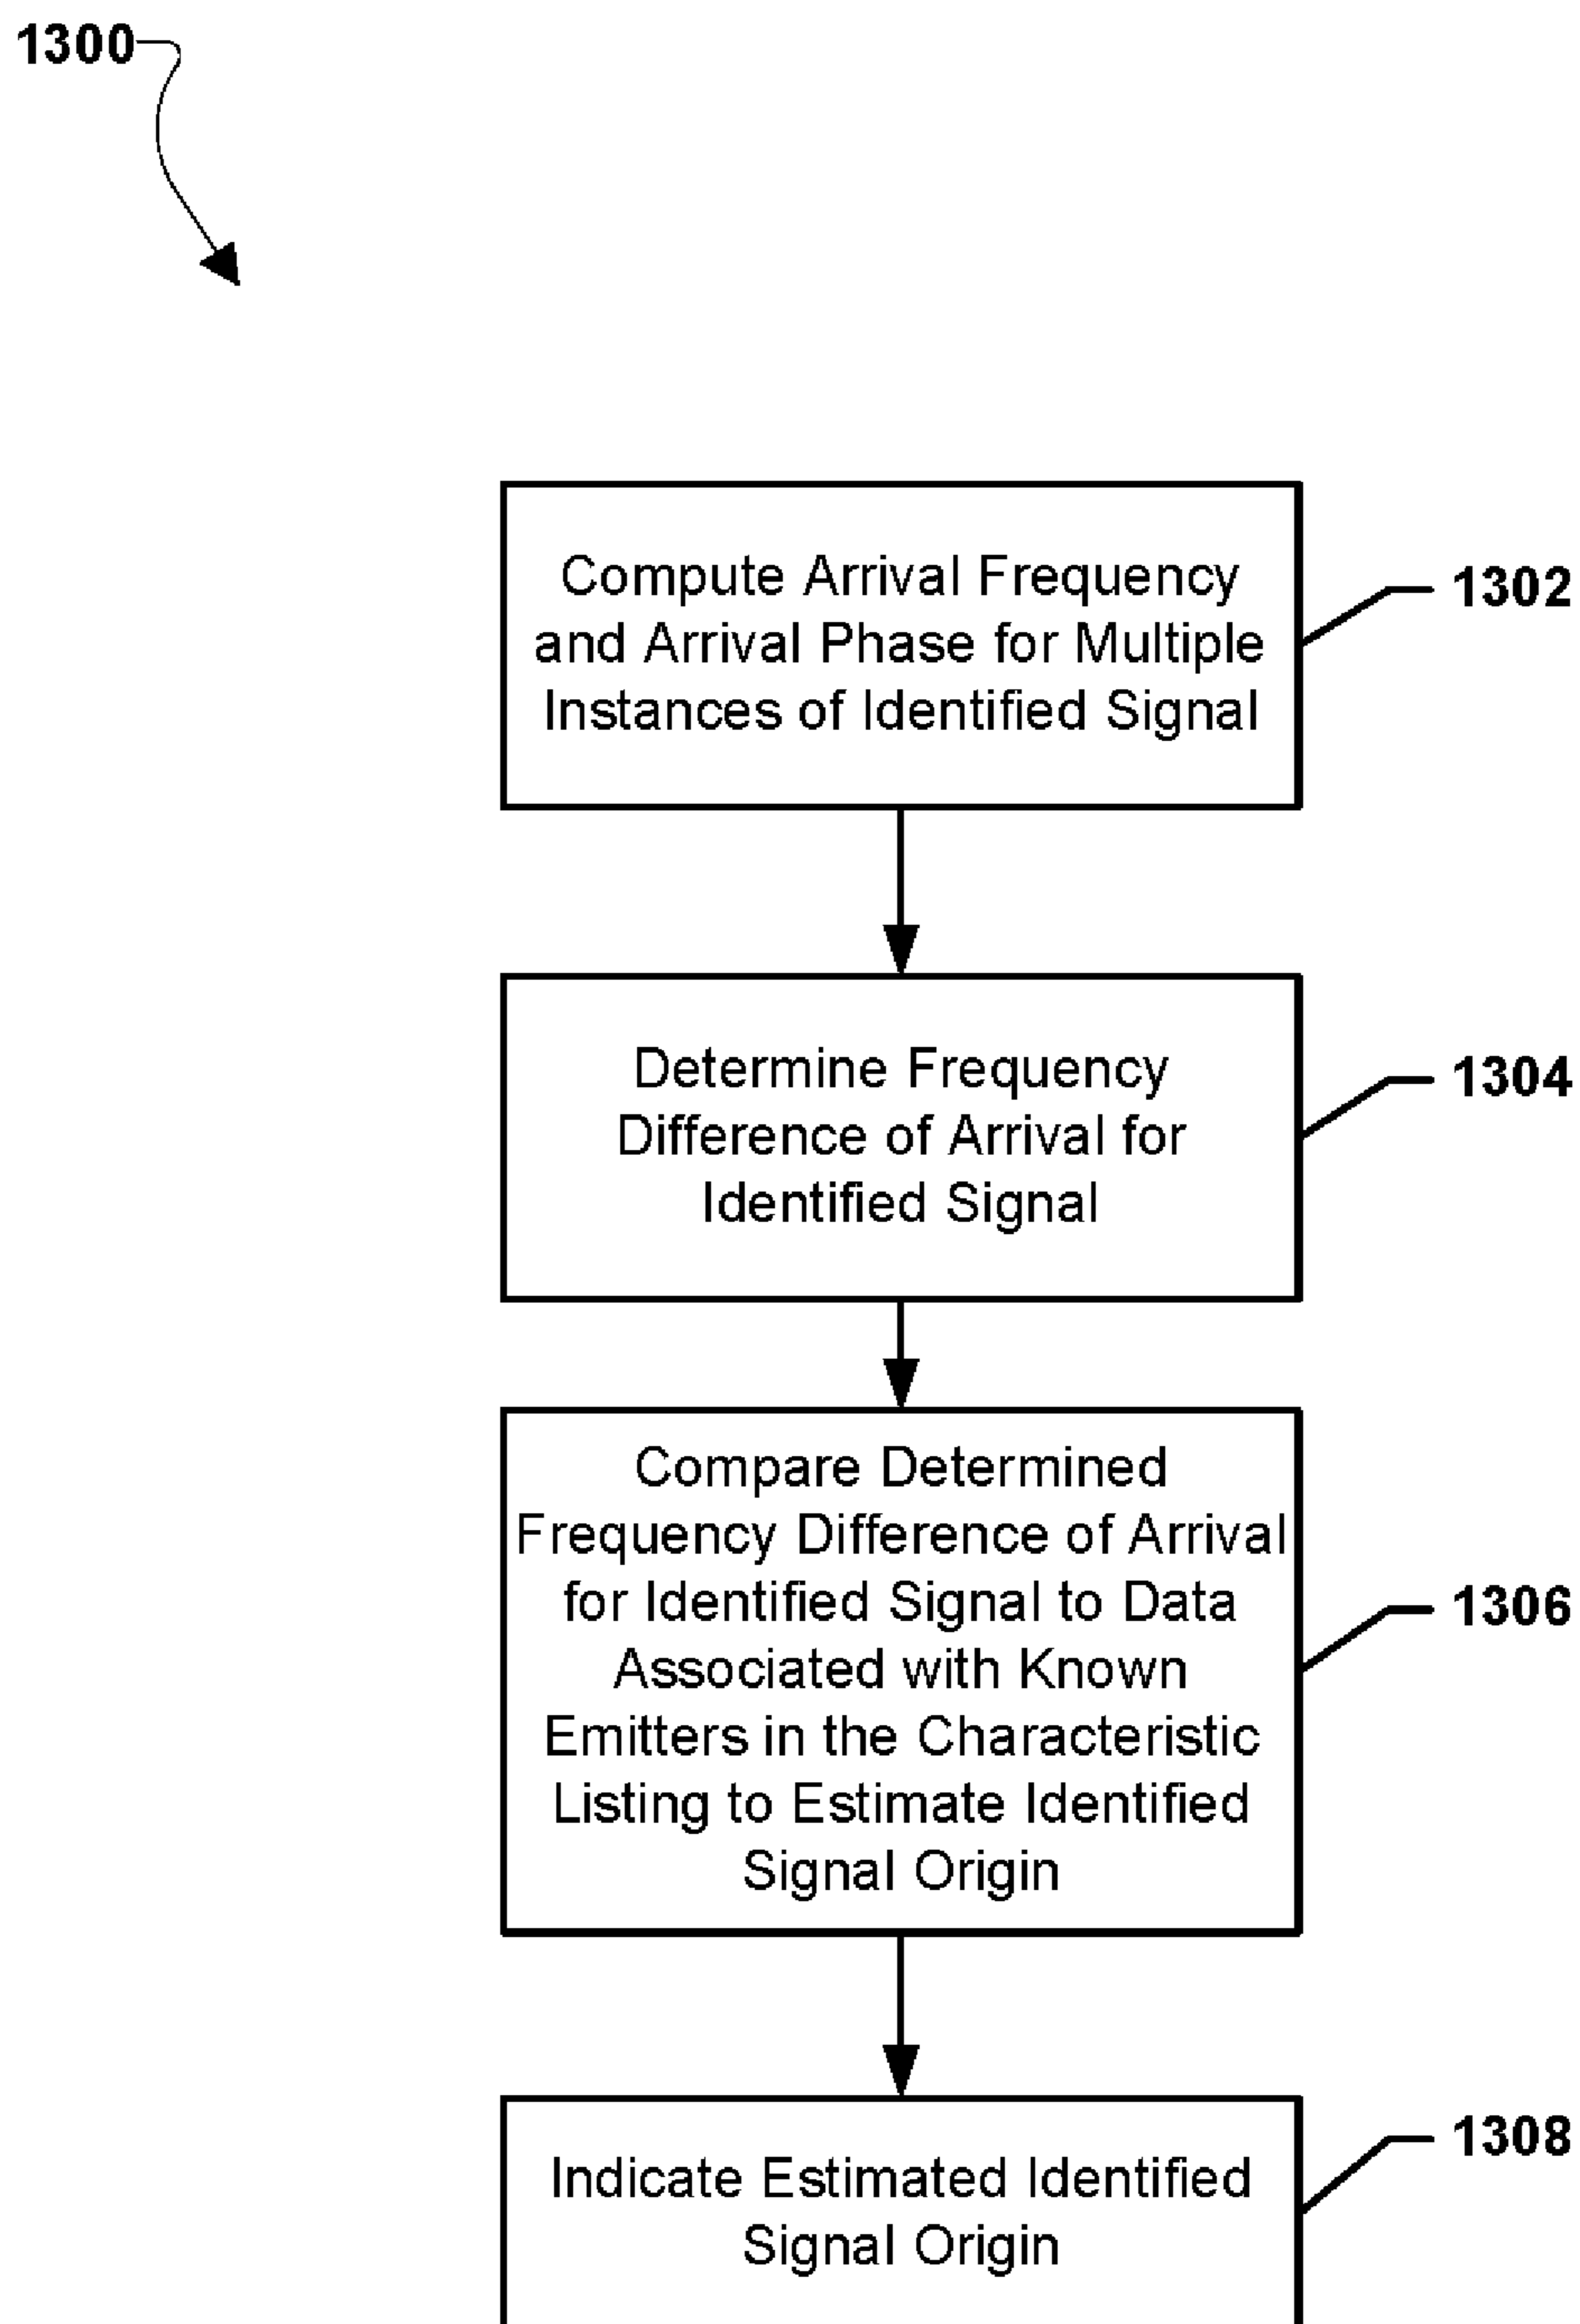 1300
Compute Arrival Frequency
and Arrival Phase for Multiple
Instances of Identified Signal
1302
Determine Frequency
Difference of Arrival for
Identified Signal
1304
Compare Determined
Frequency Difference of Arrival
for Identified Signal to Data
Associated with Known
Emitters in the Characteristic
Listing to Estimate Identified
Signal Origin
1306
Indicate Estimated Identified
Signal Origin
1308